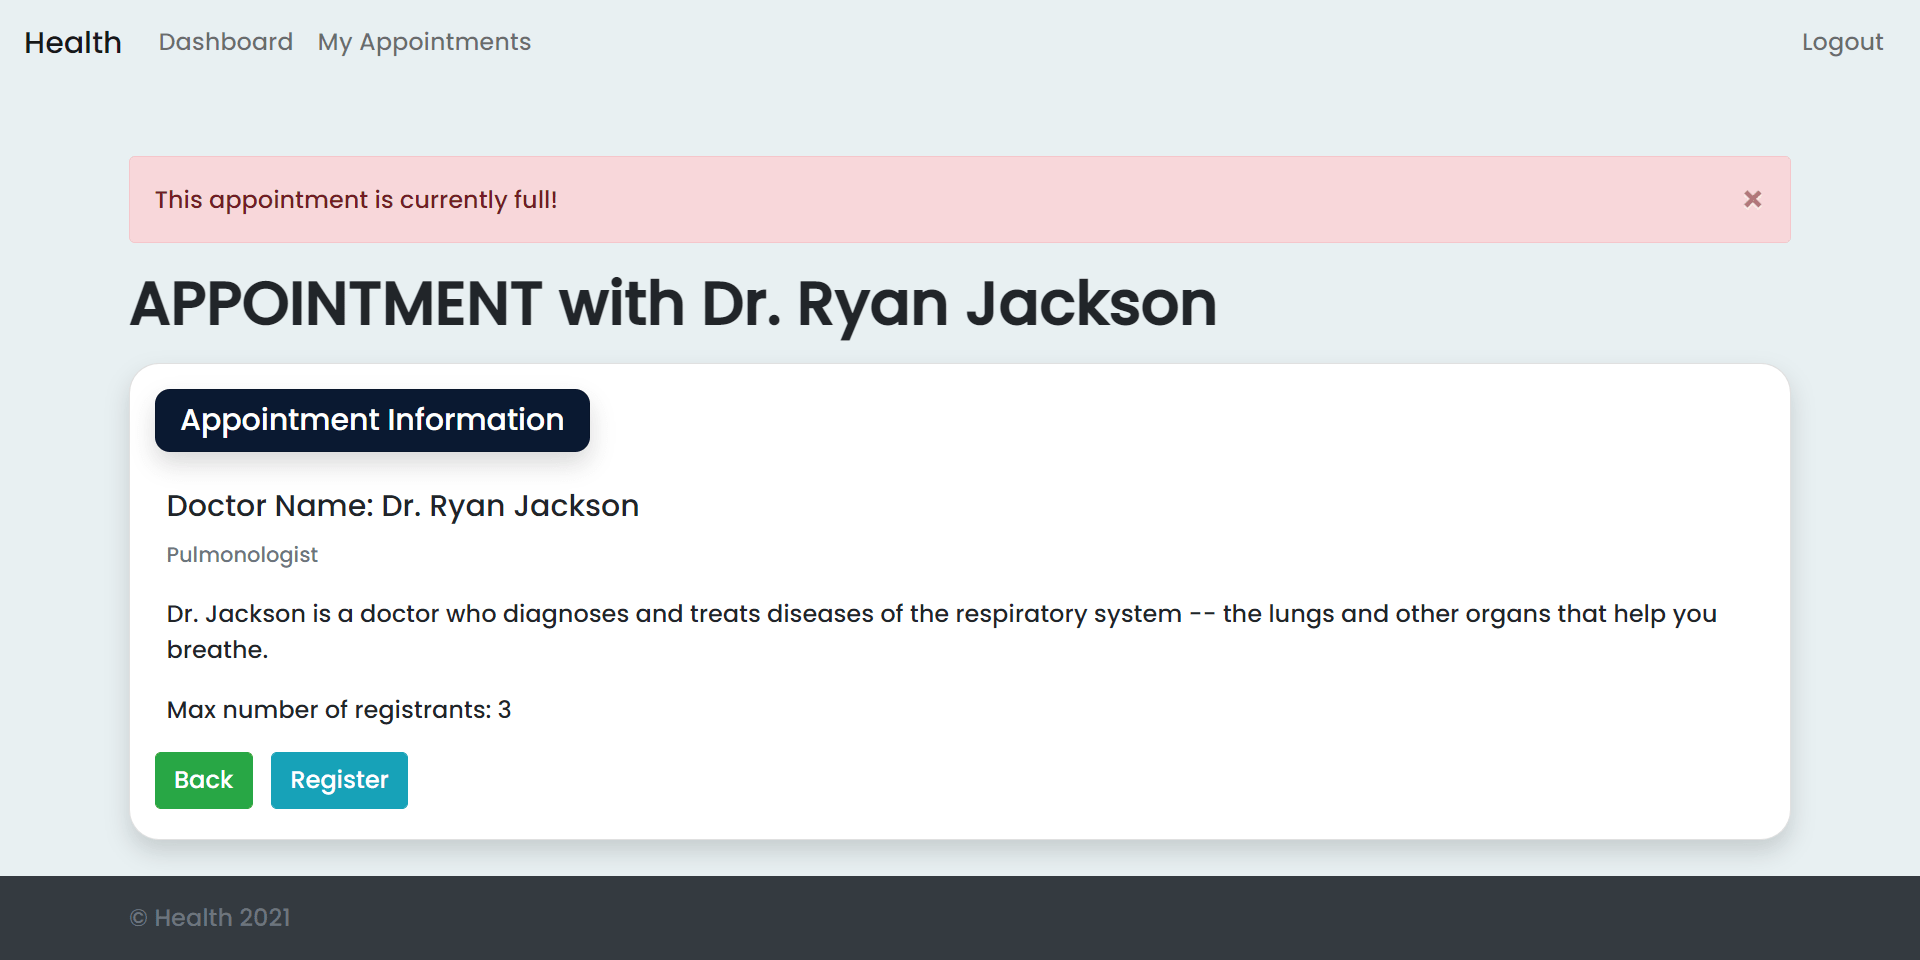 Health Dashboard My Appointments Logout
This appointment is currently full! ×
APPOINTMENT with Dr. Ryan Jackson
Appointment Information
Doctor Name: Dr. Ryan Jackson
Pulmonologist
Dr. Jackson is a doctor who diagnoses and treats diseases of the respiratory system -- the lungs and other organs that help you
breathe.
Max number of registrants: 3
Back Register
© Health 2021